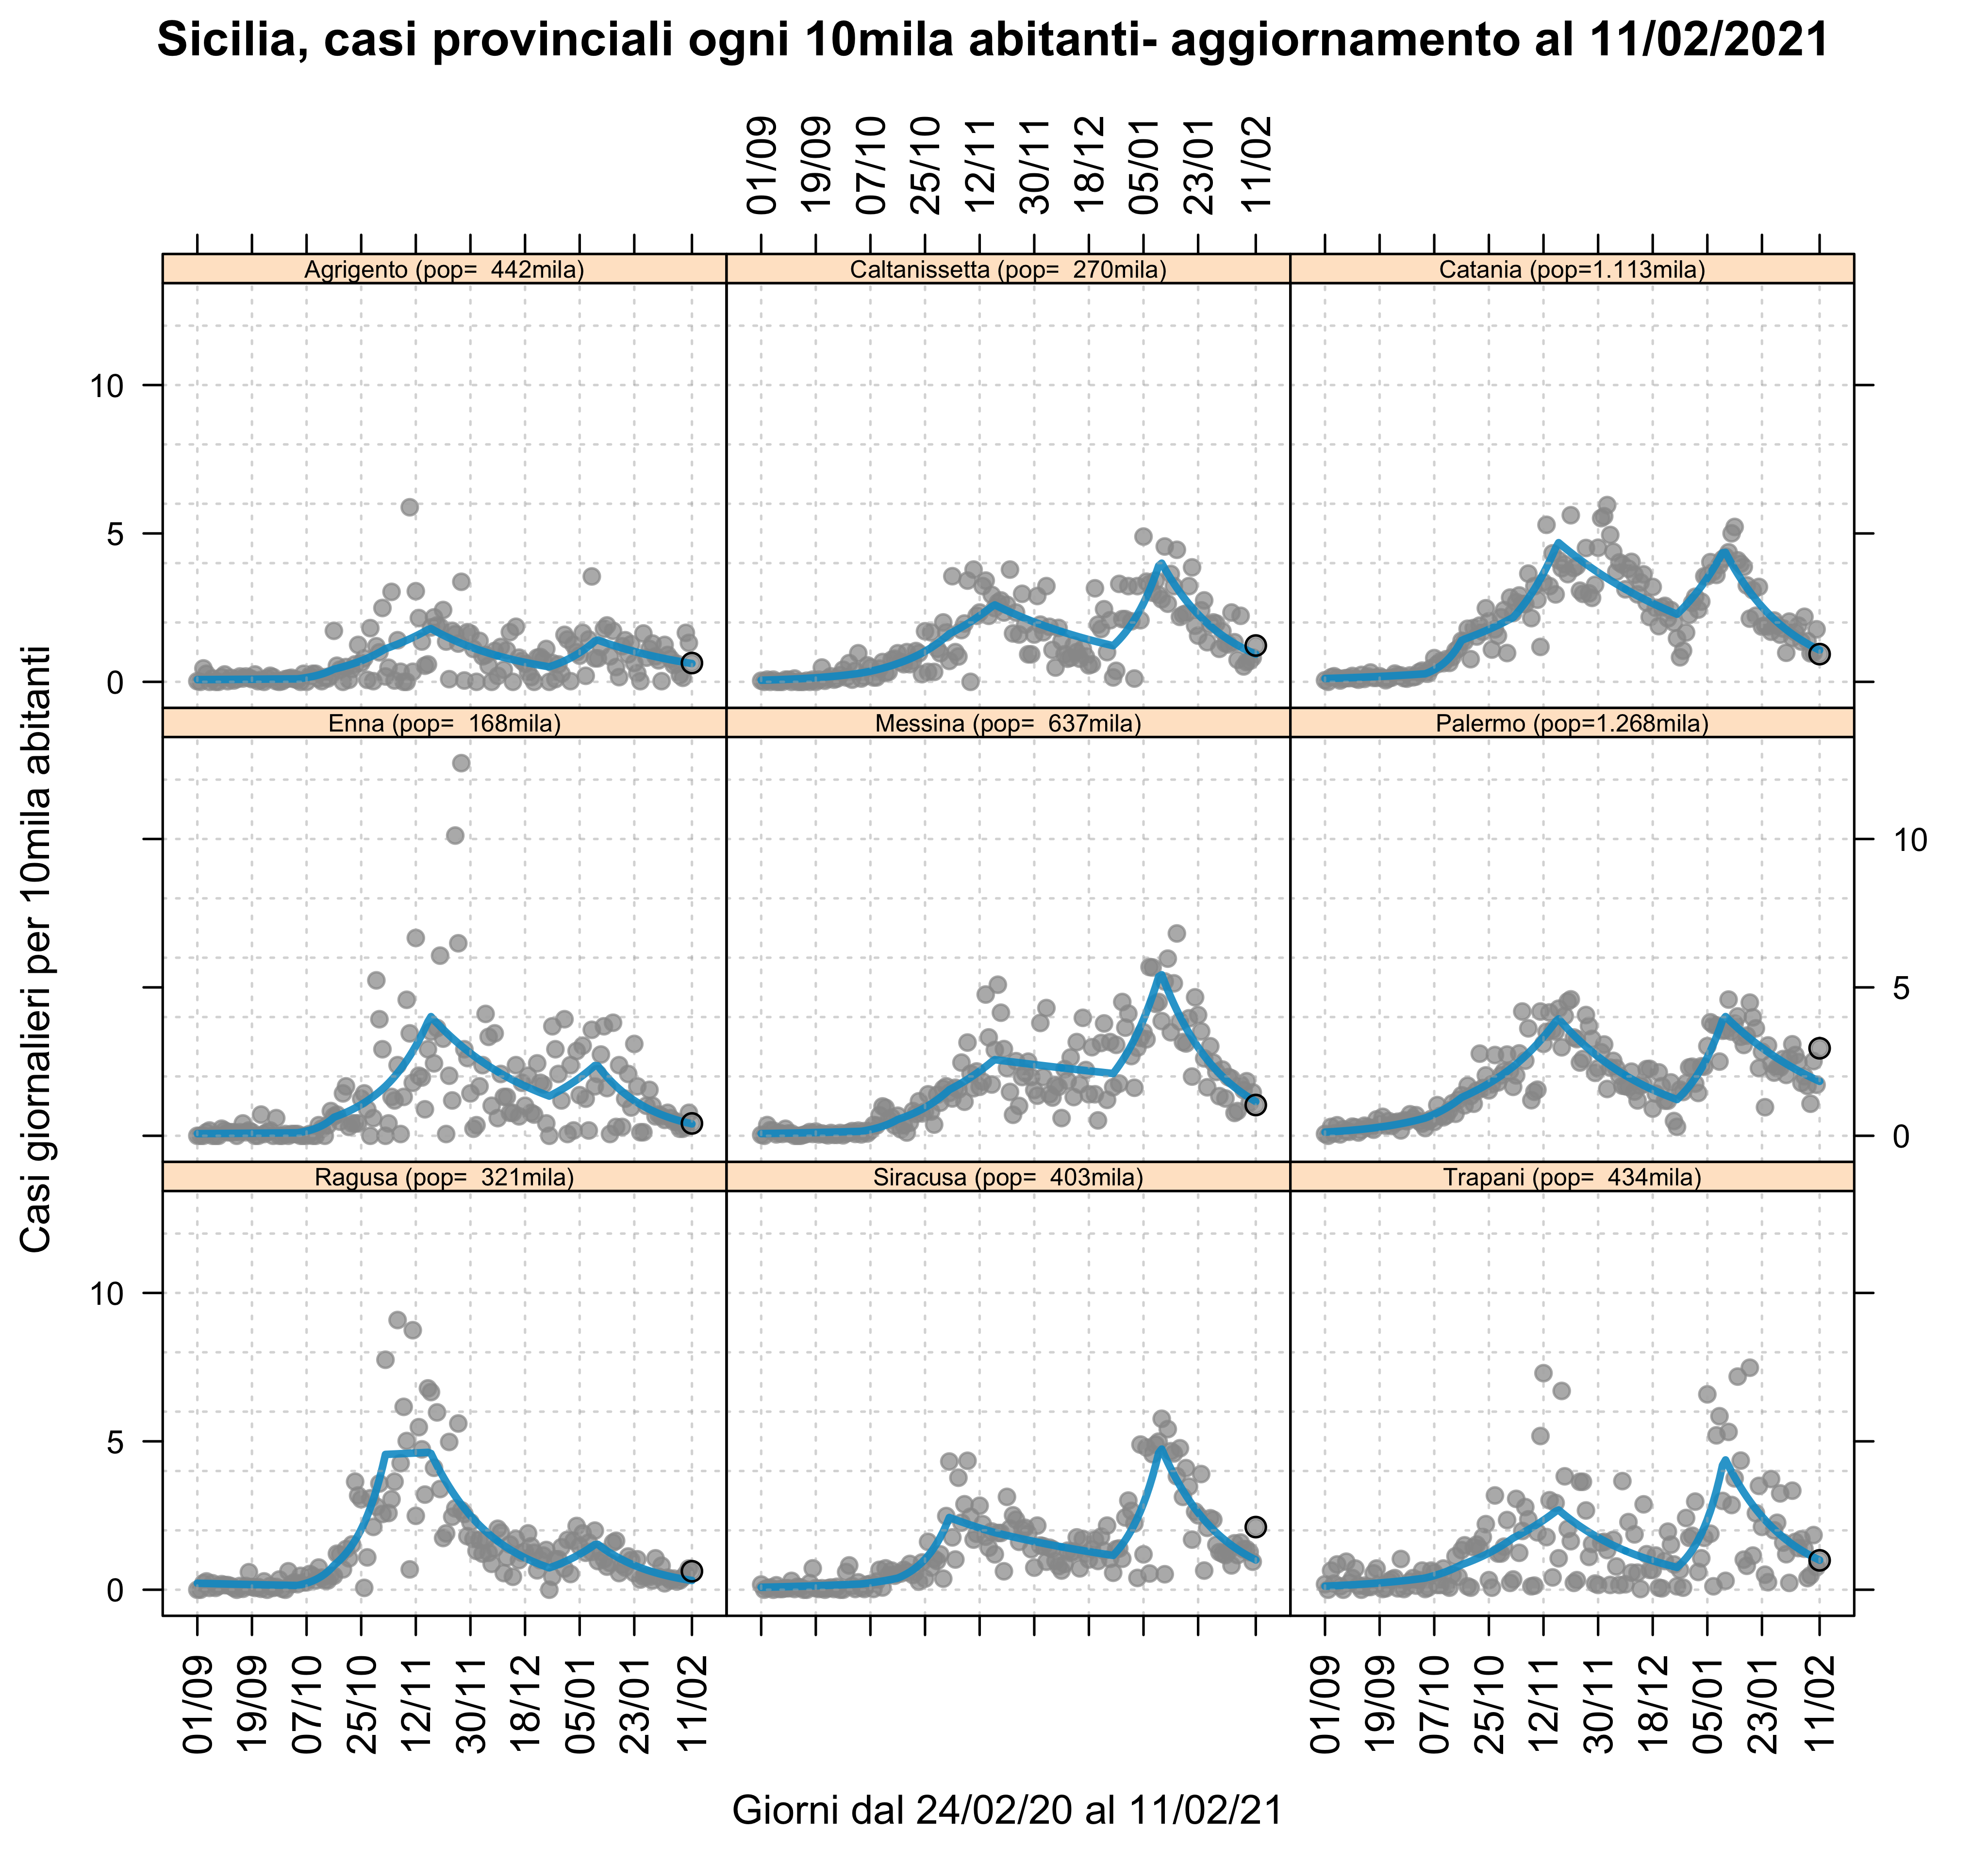 Sicilia, casi provinciali ogni 10mila abitanti- aggiornamento al 11/02/2021
01/09 19/09 07/10 25/10 12/11 30/11 18/12 05/01 23/01 11/02
Agrigento (pop= 442mila)
Caltanissetta (pop= 270mila)
Catania (pop=1.113mila)
10
5
0
Enna (pop= 168mila)
Messina (pop= 637mila)
Palermo (pop=1.268mila)
10
5
0
Ragusa (pop= 321mila)
Siracusa (pop= 403mila)
Trapani (pop= 434mila)
10
5
0
Casi giornalieri per 10mila abitanti
01/09 19/09 07/10 25/10 12/11 30/11 18/12 05/01 23/01 11/02
01/09 19/09 07/10 25/10 12/11 30/11 18/12 05/01 23/01 11/02
Giorni dal 24/02/20 al 11/02/21